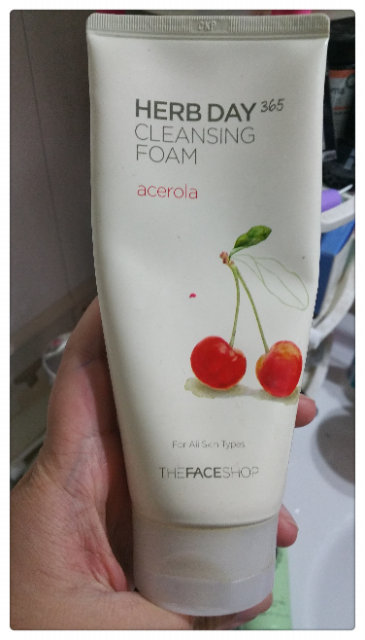 HERB DAY 365
CLEANSING
FOAM
acerola
For All Skin Types
THEFACESHOP